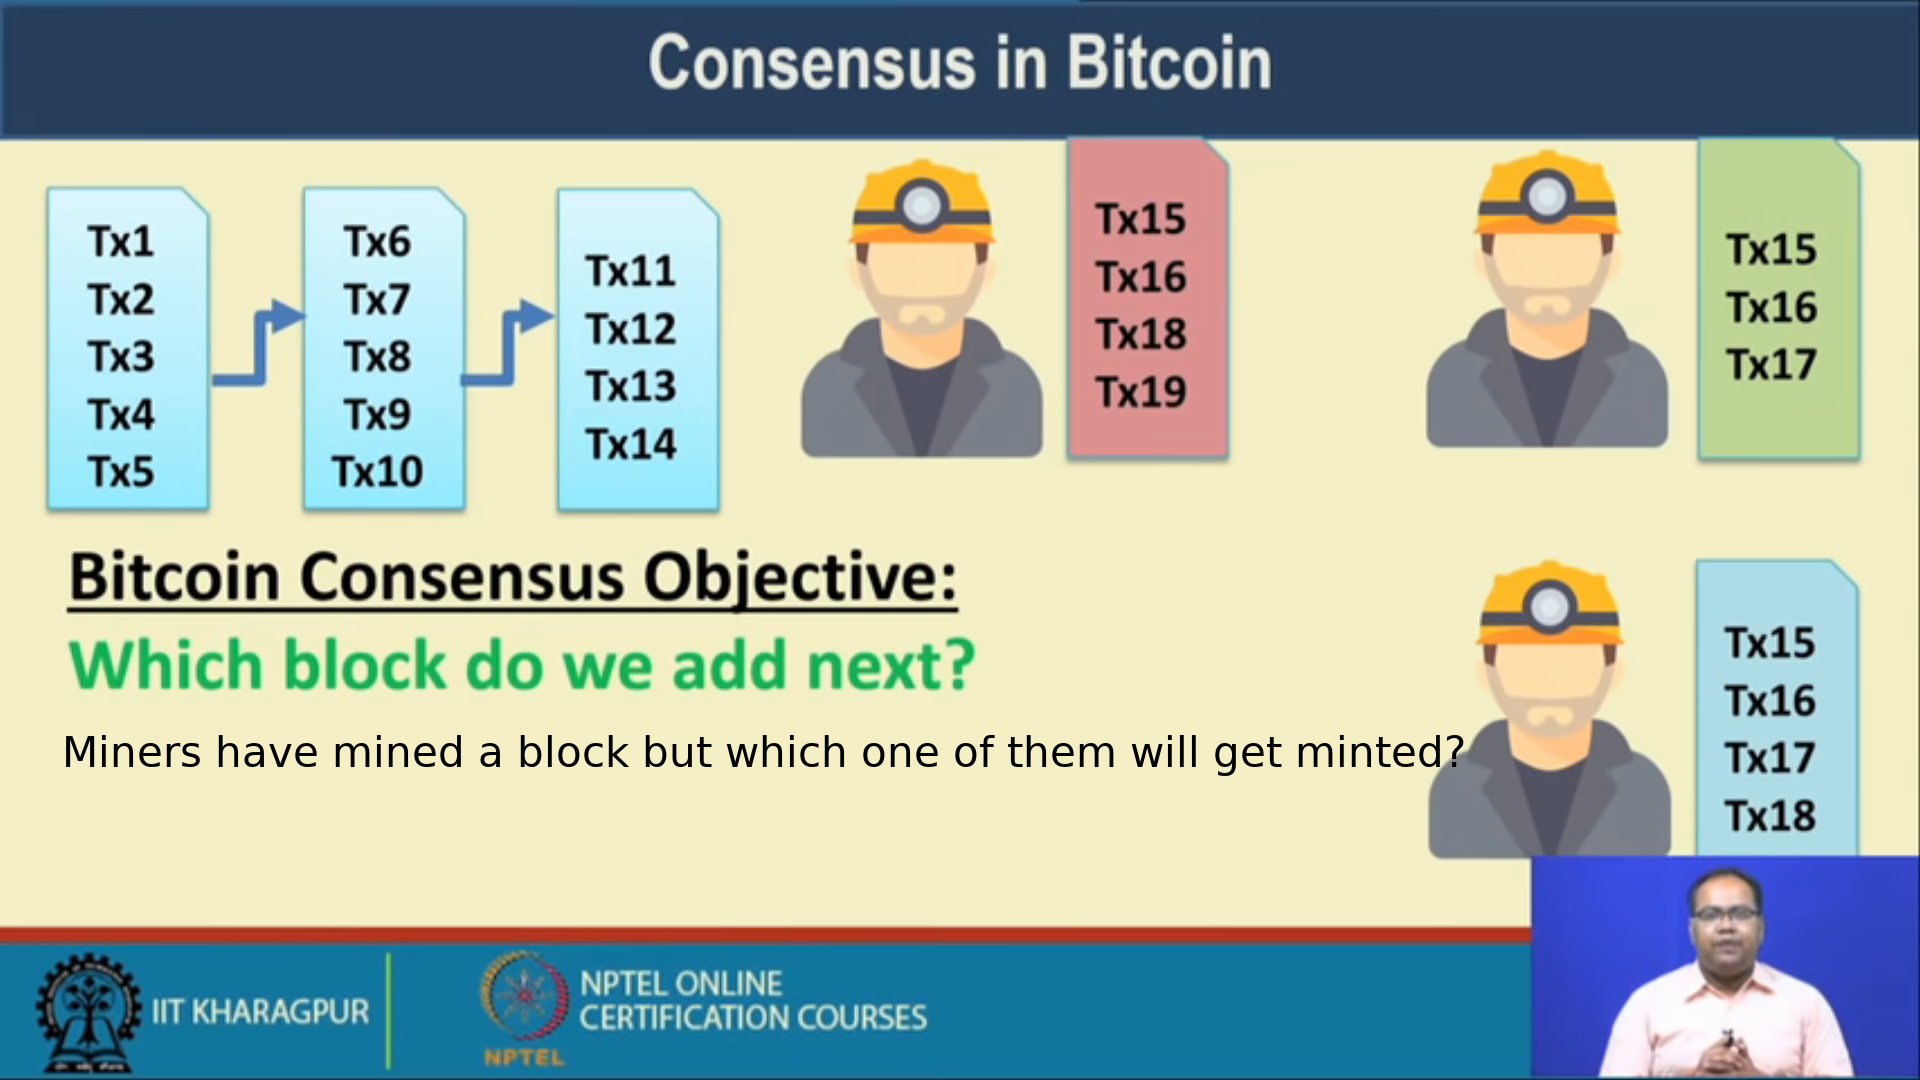 Consensus in Bitcoin
Tx1
Tx2
Tx3
Tx4
Tx5
Tx6
Tx7
Tx8
Tx9
Tx10
Tx11
Tx12
Tx13
Tx14
Tx15
Tx16
Tx18
Tx19
Tx15
Tx16
Tx17
Bitcoin Consensus Objective:
Which block do we add next?
Miners have mined a block but which one of them will get minted?
Tx15
Tx16
Tx17
Tx18
IIT KHARAGPUR
NPTEL
NPTEL ONLINE
CERTIFICATION COURSES